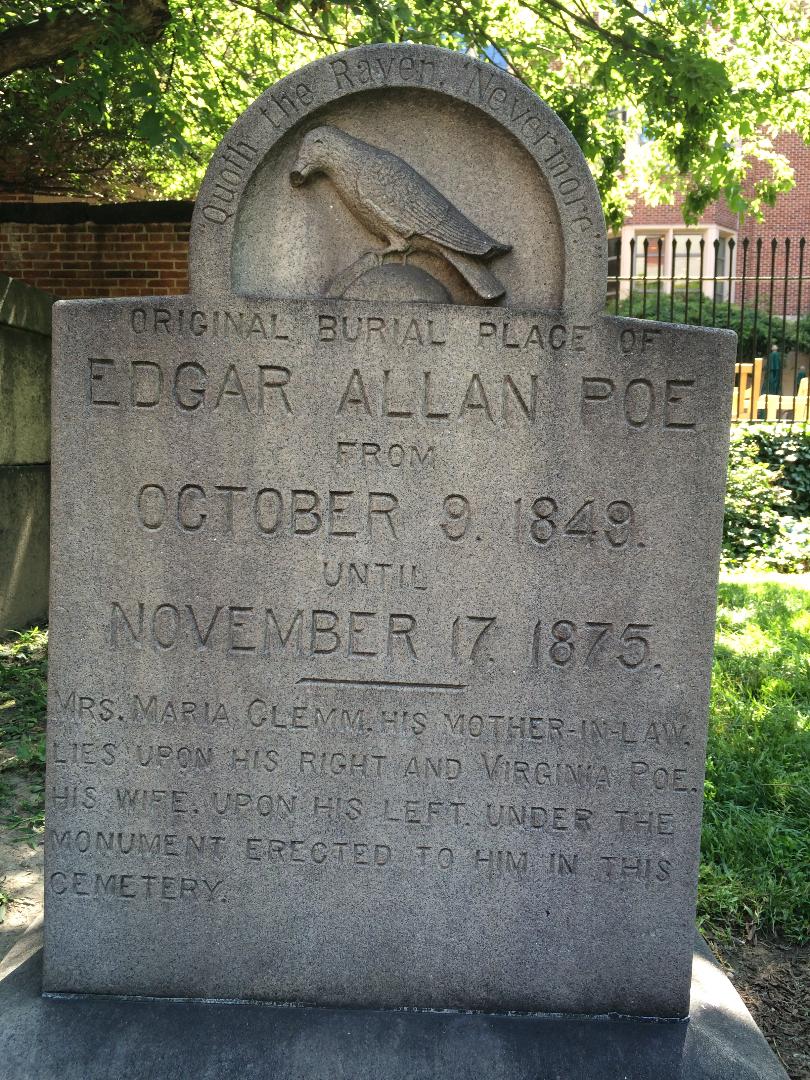 "Quoth the Raven, 'Nevermore.'"
ORIGINAL BURIAL PLACE OF
EDGAR ALLAN POE
FROM
OCTOBER 9. 1849.
UNTIL
NOVEMBER 17. 1875.
MRS. MARIA CLEMM, HIS MOTHER-IN-LAW,
LIES UPON HIS RIGHT AND VIRGINIA POE,
HIS WIFE, UPON HIS LEFT, UNDER THE
MONUMENT ERECTED TO HIM IN THIS
CEMETERY.